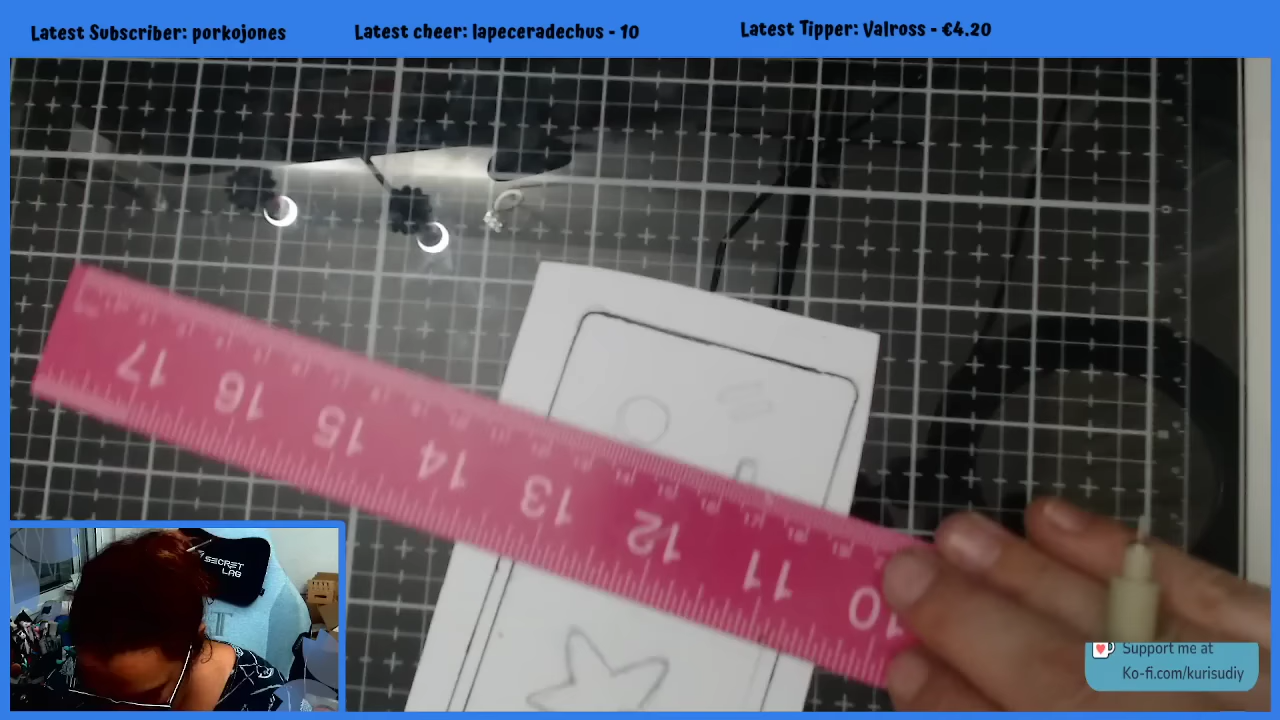 Latest Subscriber: porkojones
Latest cheer: lapeceradechus - 10
Latest Tipper: Valross - €4.20
17 16 15 14 13 12 11 10
SECRET
LAB
Support me at
Ko-fi.com/kurisudiy